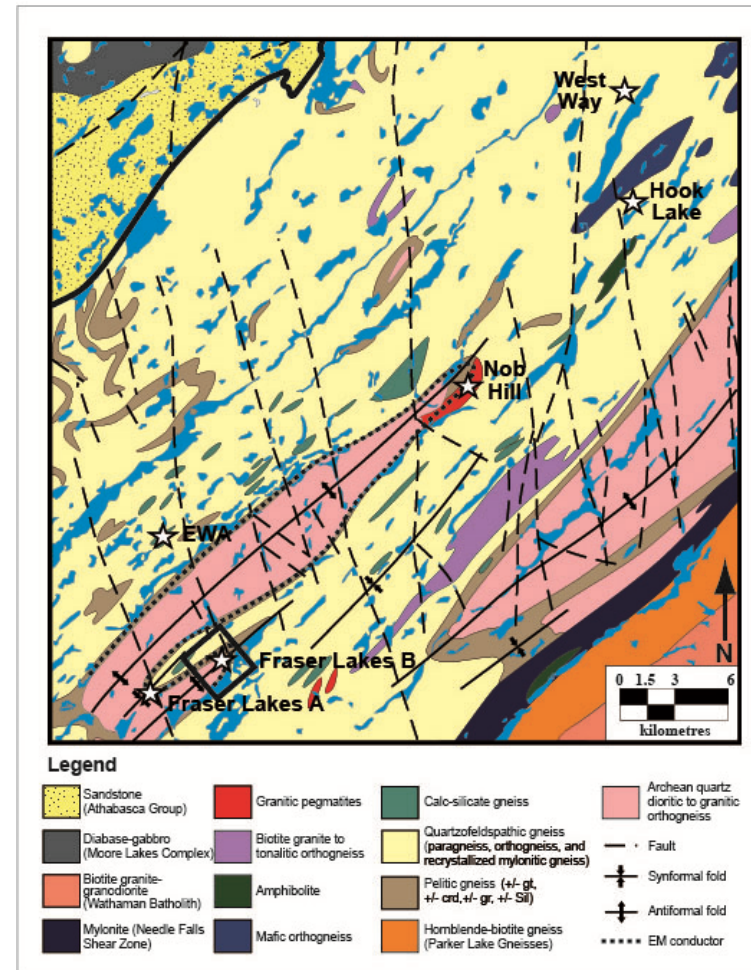 West
Way
Hook
Lake
Nob
Hill
EWA
Fraser Lakes B
Fraser Lakes A
N
0 1.5 3 6
kilometres
Legend
Sandstone
(Athabasca Group)
Diabase-gabbro
(Moore Lakes Complex)
Biotite granite-
granodiorite
(Wathaman Batholith)
Mylonite (Needle Falls
Shear Zone)
Granitic pegmatites
Biotite granite to
tonalitic orthogneiss
Amphibolite
Mafic orthogneiss
Calc-silicate gneiss
Quartzofeldspathic gneiss
(paragneiss, orthogneiss, and
recrystallized mylonitic gneiss)
Pelitic gneiss (+/- gt,
+/- crd,+/- gr, +/- Sil)
Hornblende-biotite gneiss
(Parker Lake Gneisses)
Archean quartz
dioritic to granitic
orthogneiss
Fault
Synformal fold
Antiformal fold
EM conductor